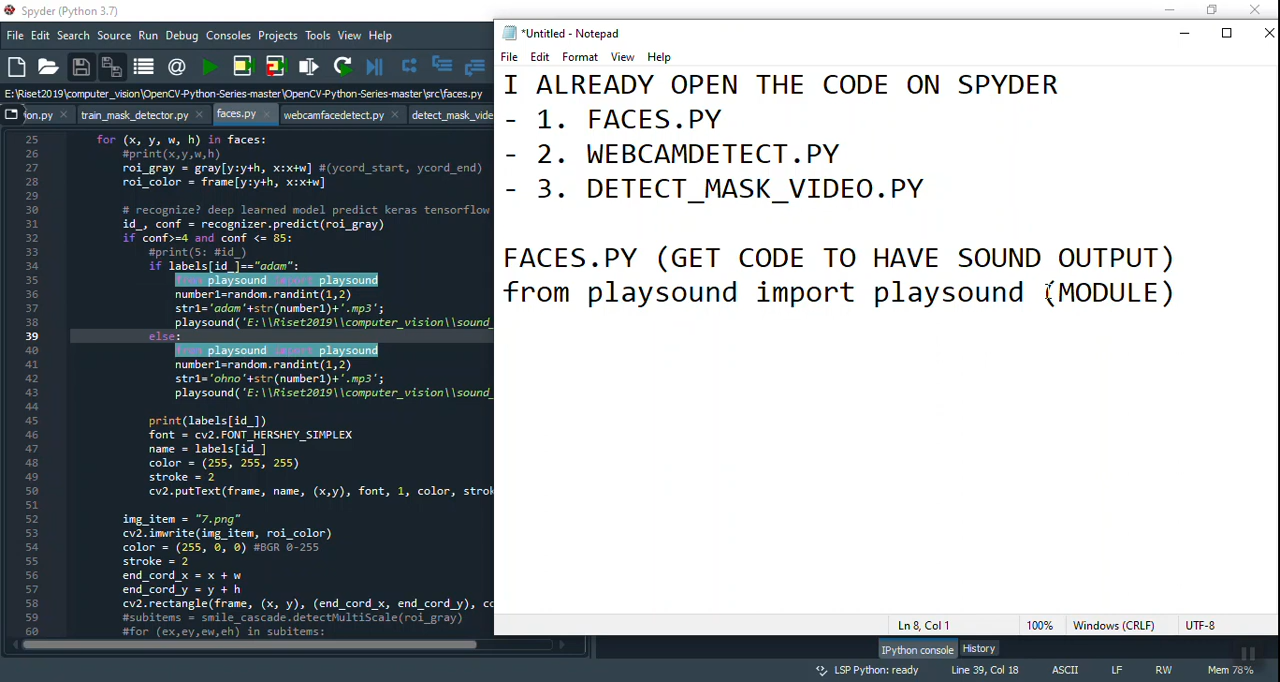 Spyder (Python 3.7)
File Edit Search Source Run Debug Consoles Projects Tools View Help
E:\Riset2019\computer_vision\OpenCV-Python-Series-master\OpenCV-Python-Series-master\src\faces.py
ion.py train_mask_detector.py faces.py webcamfacedetect.py detect_mask_vide
25 for (x, y, w, h) in faces:
26 #print(x,y,w,h)
27 roi_gray = gray[y:y+h, x:x+w] #(ycord_start, ycord_end)
28 roi_color = frame[y:y+h, x:x+w]
29
30 # recognize? deep learned model predict keras tensorflow
31 id_, conf = recognizer.predict(roi_gray)
32 if conf>=4 and conf <= 85:
33 #print(5: #id_)
34 if labels[id_]=="adam":
35 from playsound import playsound
36 number1=random.randint(1,2)
37 str1='adam'+str(number1)+'.mp3';
38 playsound('E:\\Riset2019\\computer_vision\\sound_
39 else:
40 from playsound import playsound
41 number1=random.randint(1,2)
42 str1='ohno'+str(number1)+'.mp3';
43 playsound('E:\\Riset2019\\computer_vision\\sound_
44
45 print(labels[id_])
46 font = cv2.FONT_HERSHEY_SIMPLEX
47 name = labels[id_]
48 color = (255, 255, 255)
49 stroke = 2
50 cv2.putText(frame, name, (x,y), font, 1, color, strok
51
52 img_item = "7.png"
53 cv2.imwrite(img_item, roi_color)
54 color = (255, 0, 0) #BGR 0-255
55 stroke = 2
56 end_cord_x = x + w
57 end_cord_y = y + h
58 cv2.rectangle(frame, (x, y), (end_cord_x, end_cord_y), co
59 #subitems = smile_cascade.detectMultiScale(roi_gray)
60 #for (ex,ey,ew,eh) in subitems:
*Untitled - Notepad
File Edit Format View Help
I ALREADY OPEN THE CODE ON SPYDER
- 1. FACES.PY
- 2. WEBCAMDETECT.PY
- 3. DETECT_MASK_VIDEO.PY
FACES.PY (GET CODE TO HAVE SOUND OUTPUT)
from playsound import playsound (MODULE)
Ln 8, Col 1 100% Windows (CRLF) UTF-8
IPython console History
LSP Python: ready Line 39, Col 18 ASCII LF RW Mem 78%